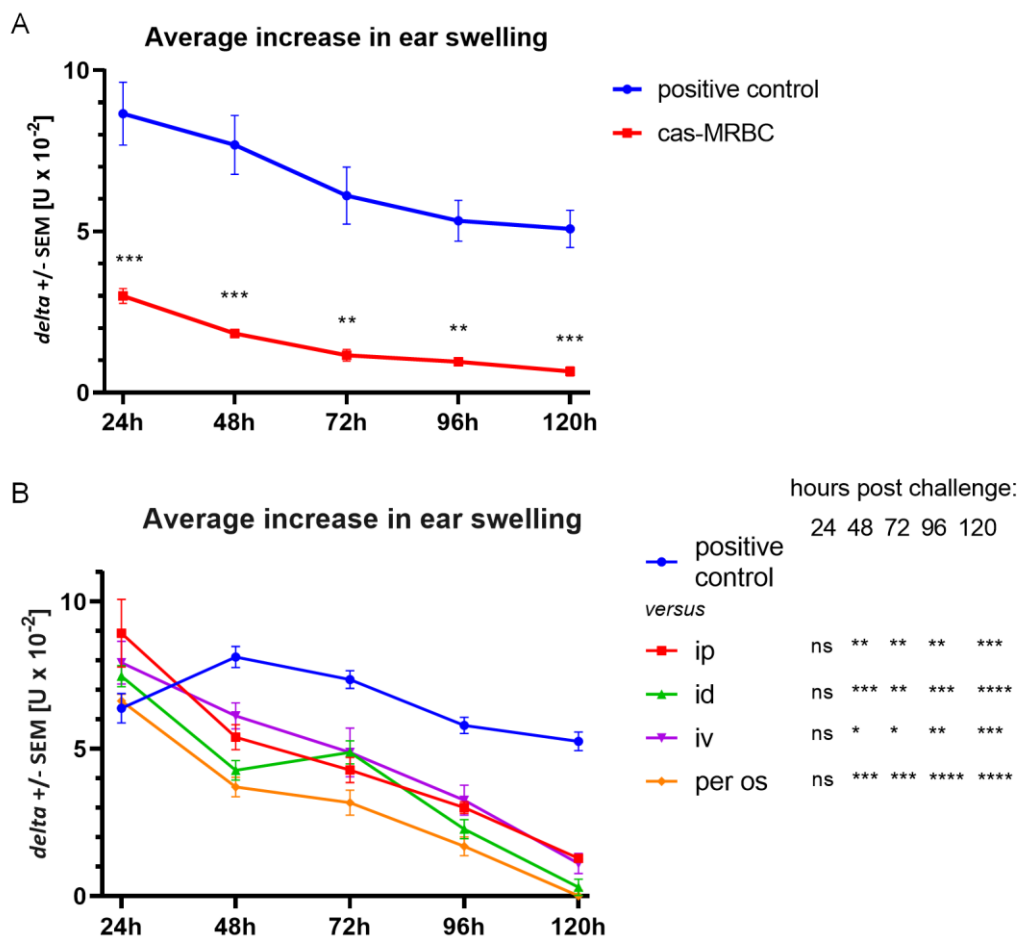 A
Average increase in ear swelling
delta +/- SEM [U x 10-2]
10
5
0
24h 48h 72h 96h 120h
*** *** ** ** ***
positive control
cas-MRBC
B
Average increase in ear swelling
delta +/- SEM [U x 10-2]
10
5
0
24h 48h 72h 96h 120h
hours post challenge:
24 48 72 96 120
positive
control
versus
ip ns ** ** ** ***
id ns *** ** *** ****
iv ns * * ** ***
per os ns *** *** **** ****